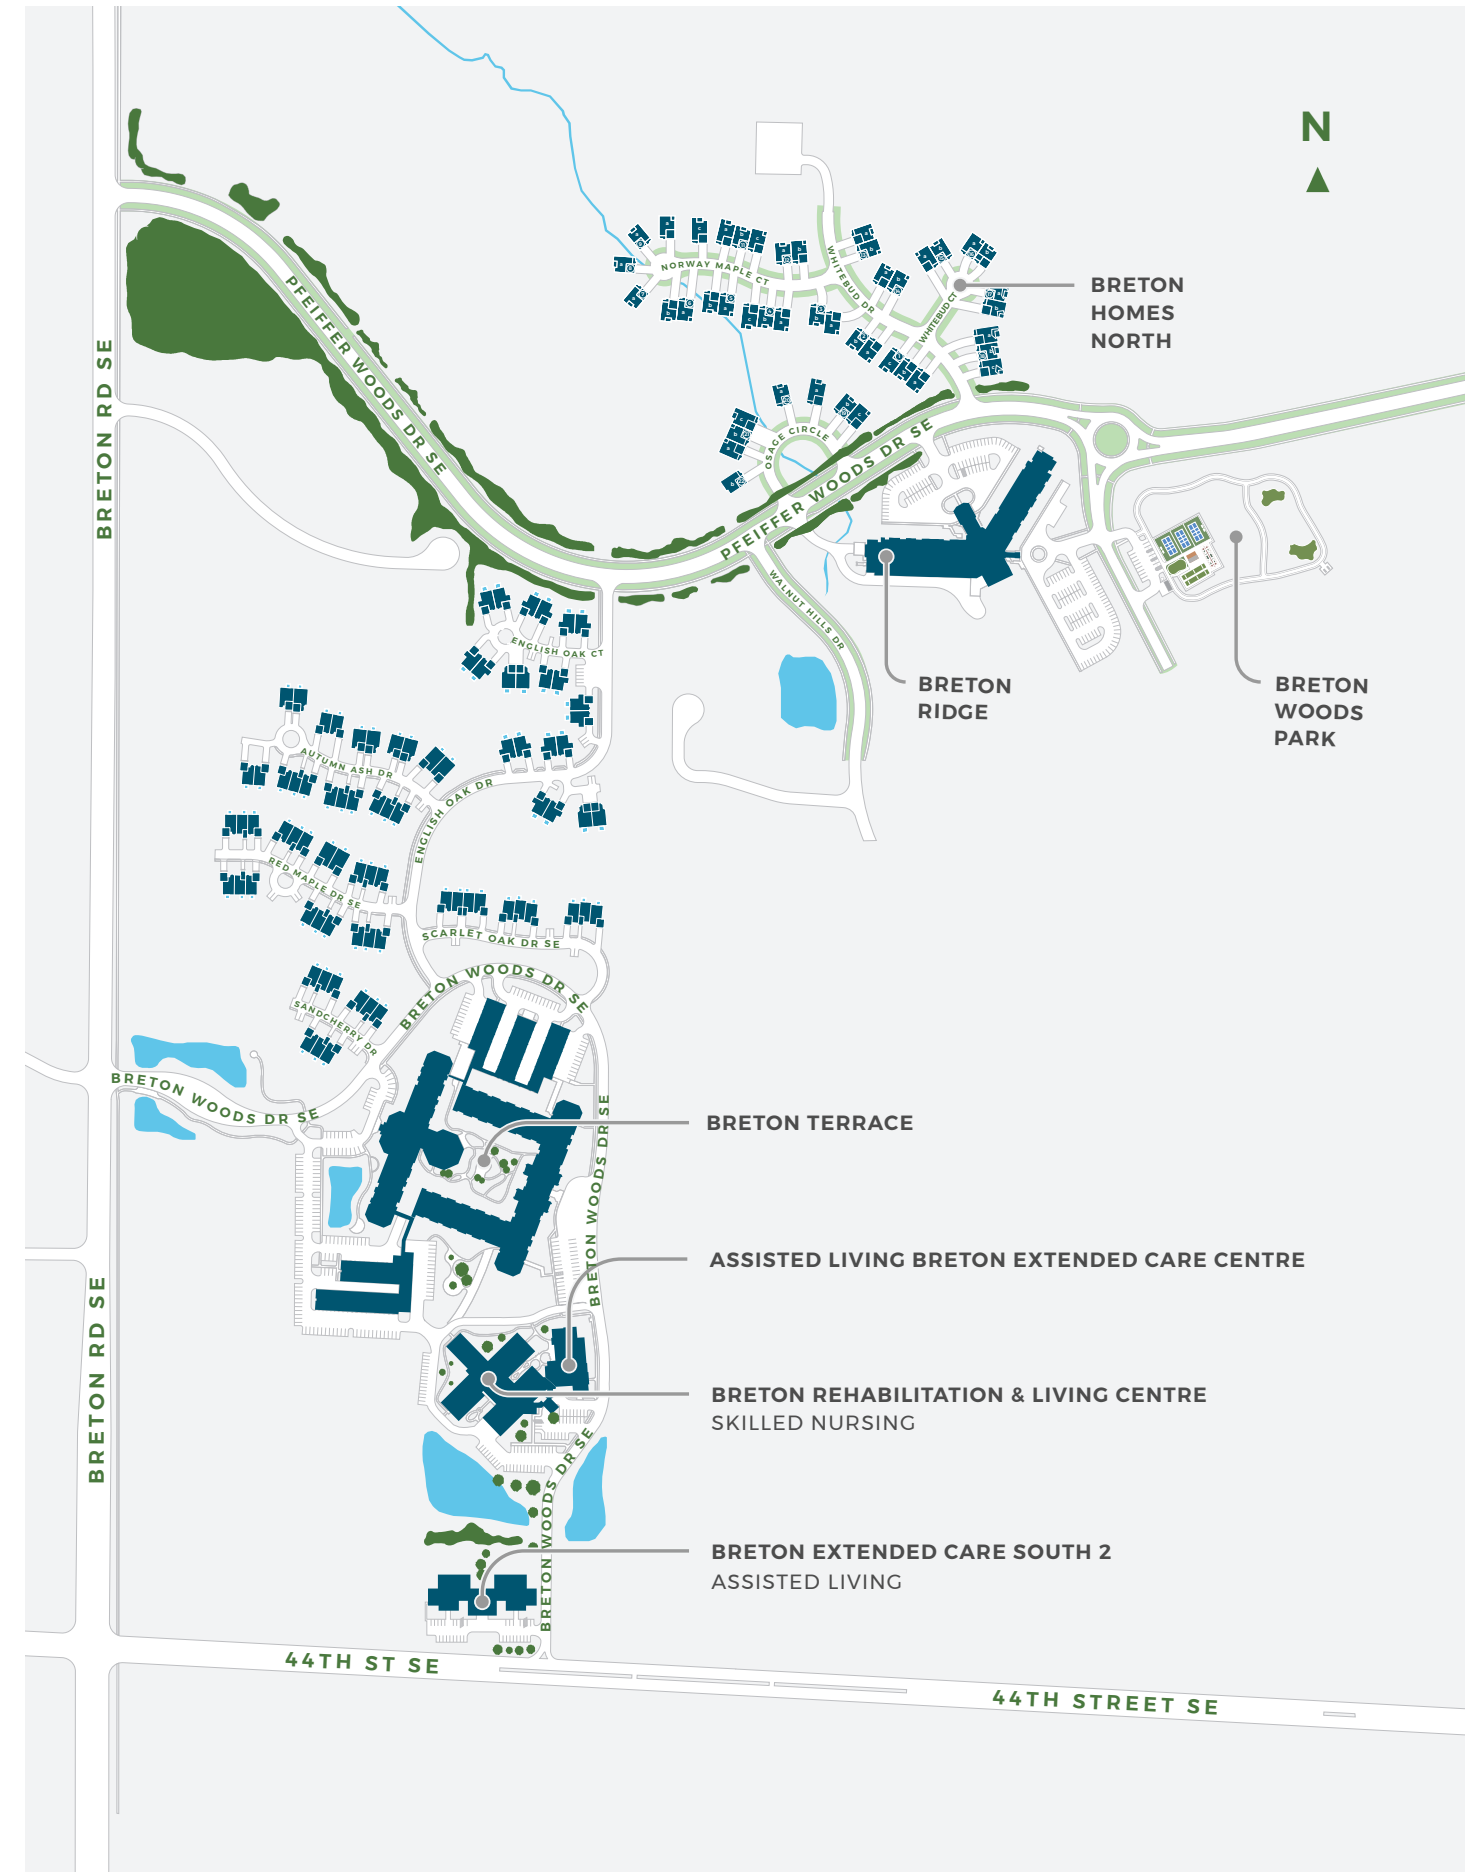 N
NORWAY MAPLE CT
WHITEBUD DR
WHITEBUD CT
BRETON
HOMES
NORTH
PFEIFFER WOODS DR SE
BRETON RD SE
OSAGE CIRCLE
PFEIFFER WOODS DR SE
WALNUT HILLS DR
ENGLISH OAK CT
BRETON
RIDGE
BRETON
WOODS
PARK
AUTUMN ASH DR
ENGLISH OAK DR
RED MAPLE DR SE
SCARLET OAK DR SE
BRETON WOODS DR SE
SANDCHERRY DR
BRETON WOODS DR SE
BRETON WOODS DR SE
BRETON TERRACE
ASSISTED LIVING BRETON EXTENDED CARE CENTRE
BRETON RD SE
BRETON REHABILITATION & LIVING CENTRE
SKILLED NURSING
BRETON WOODS DR SE
BRETON EXTENDED CARE SOUTH 2
ASSISTED LIVING
44TH ST SE
44TH STREET SE